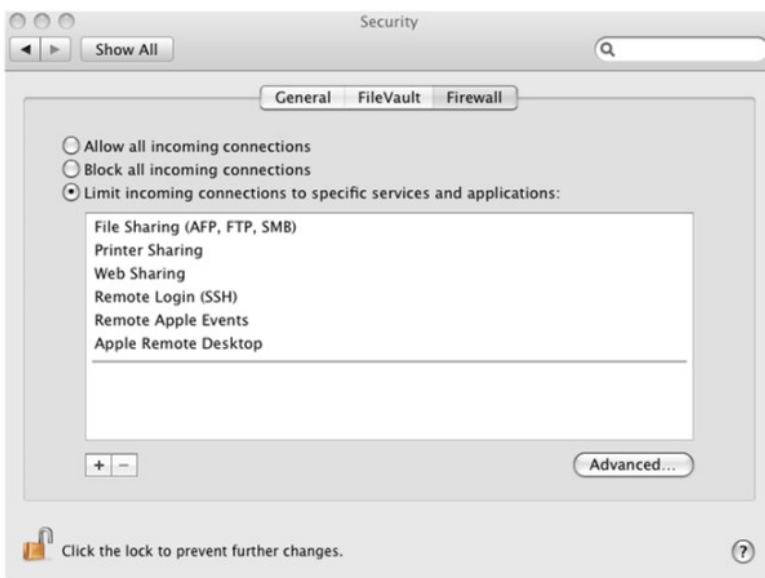 Security
Show All
General FileVault Firewall
Allow all incoming connections
Block all incoming connections
Limit incoming connections to specific services and applications:
File Sharing (AFP, FTP, SMB)
Printer Sharing
Web Sharing
Remote Login (SSH)
Remote Apple Events
Apple Remote Desktop
+ −
Advanced...
Click the lock to prevent further changes.
?